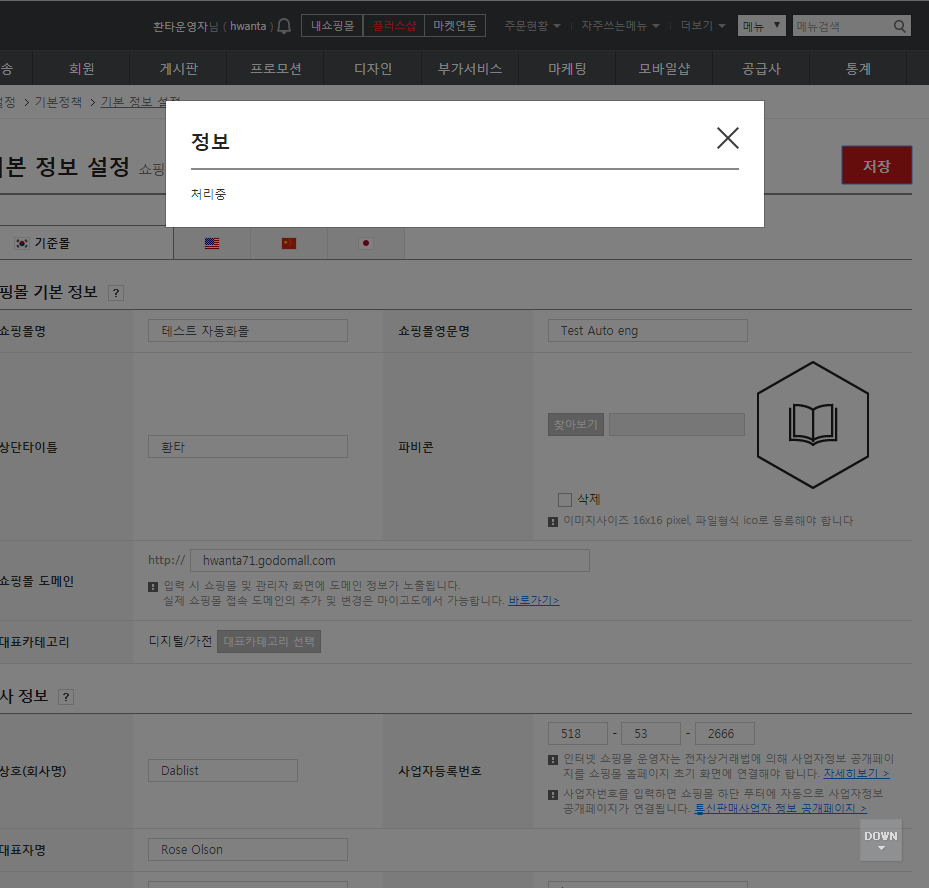 환타운영자님 ( hwanta ) 내쇼핑몰 플러스샵 마켓연동 주문현황 자주쓰는메뉴 더보기 메뉴 메뉴검색
송 회원 게시판 프로모션 디자인 부가서비스 마케팅 모바일샵 공급사 통계
설정 > 기본정책 > 기본 정보 설정
정보
처리중
기본 정보 설정 쇼핑
저장
기준몰
핑몰 기본 정보 ?
쇼핑몰명 테스트 자동화몰 쇼핑몰영문명 Test Auto eng
상단타이틀 황타 파비콘 찾아보기
삭제
이미지사이즈 16x16 pixel, 파일형식 ico로 등록해야 합니다
쇼핑몰 도메인 http:// hwanta71.godomall.com
입력 시 쇼핑몰 및 관리자 화면에 도메인 정보가 노출됩니다.
실제 쇼핑몰 접속 도메인의 추가 및 변경은 마이고도에서 가능합니다. 바로가기>
대표카테고리 디지털/가전 대표카테고리 선택
사 정보 ?
상호(회사명) Dablist 사업자등록번호 518 - 53 - 2666
인터넷 쇼핑몰 운영자는 전자상거래법에 의해 사업자정보 공개페이
지를 쇼핑몰 홈페이지 초기 화면에 연결해야 합니다. 자세히보기 >
사업자번호를 입력하면 쇼핑몰 하단 푸터에 자동으로 사업자정보
공개페이지가 연결됩니다. 통신판매사업자 정보 공개페이지 >
DOWN
대표자명 Rose Olson